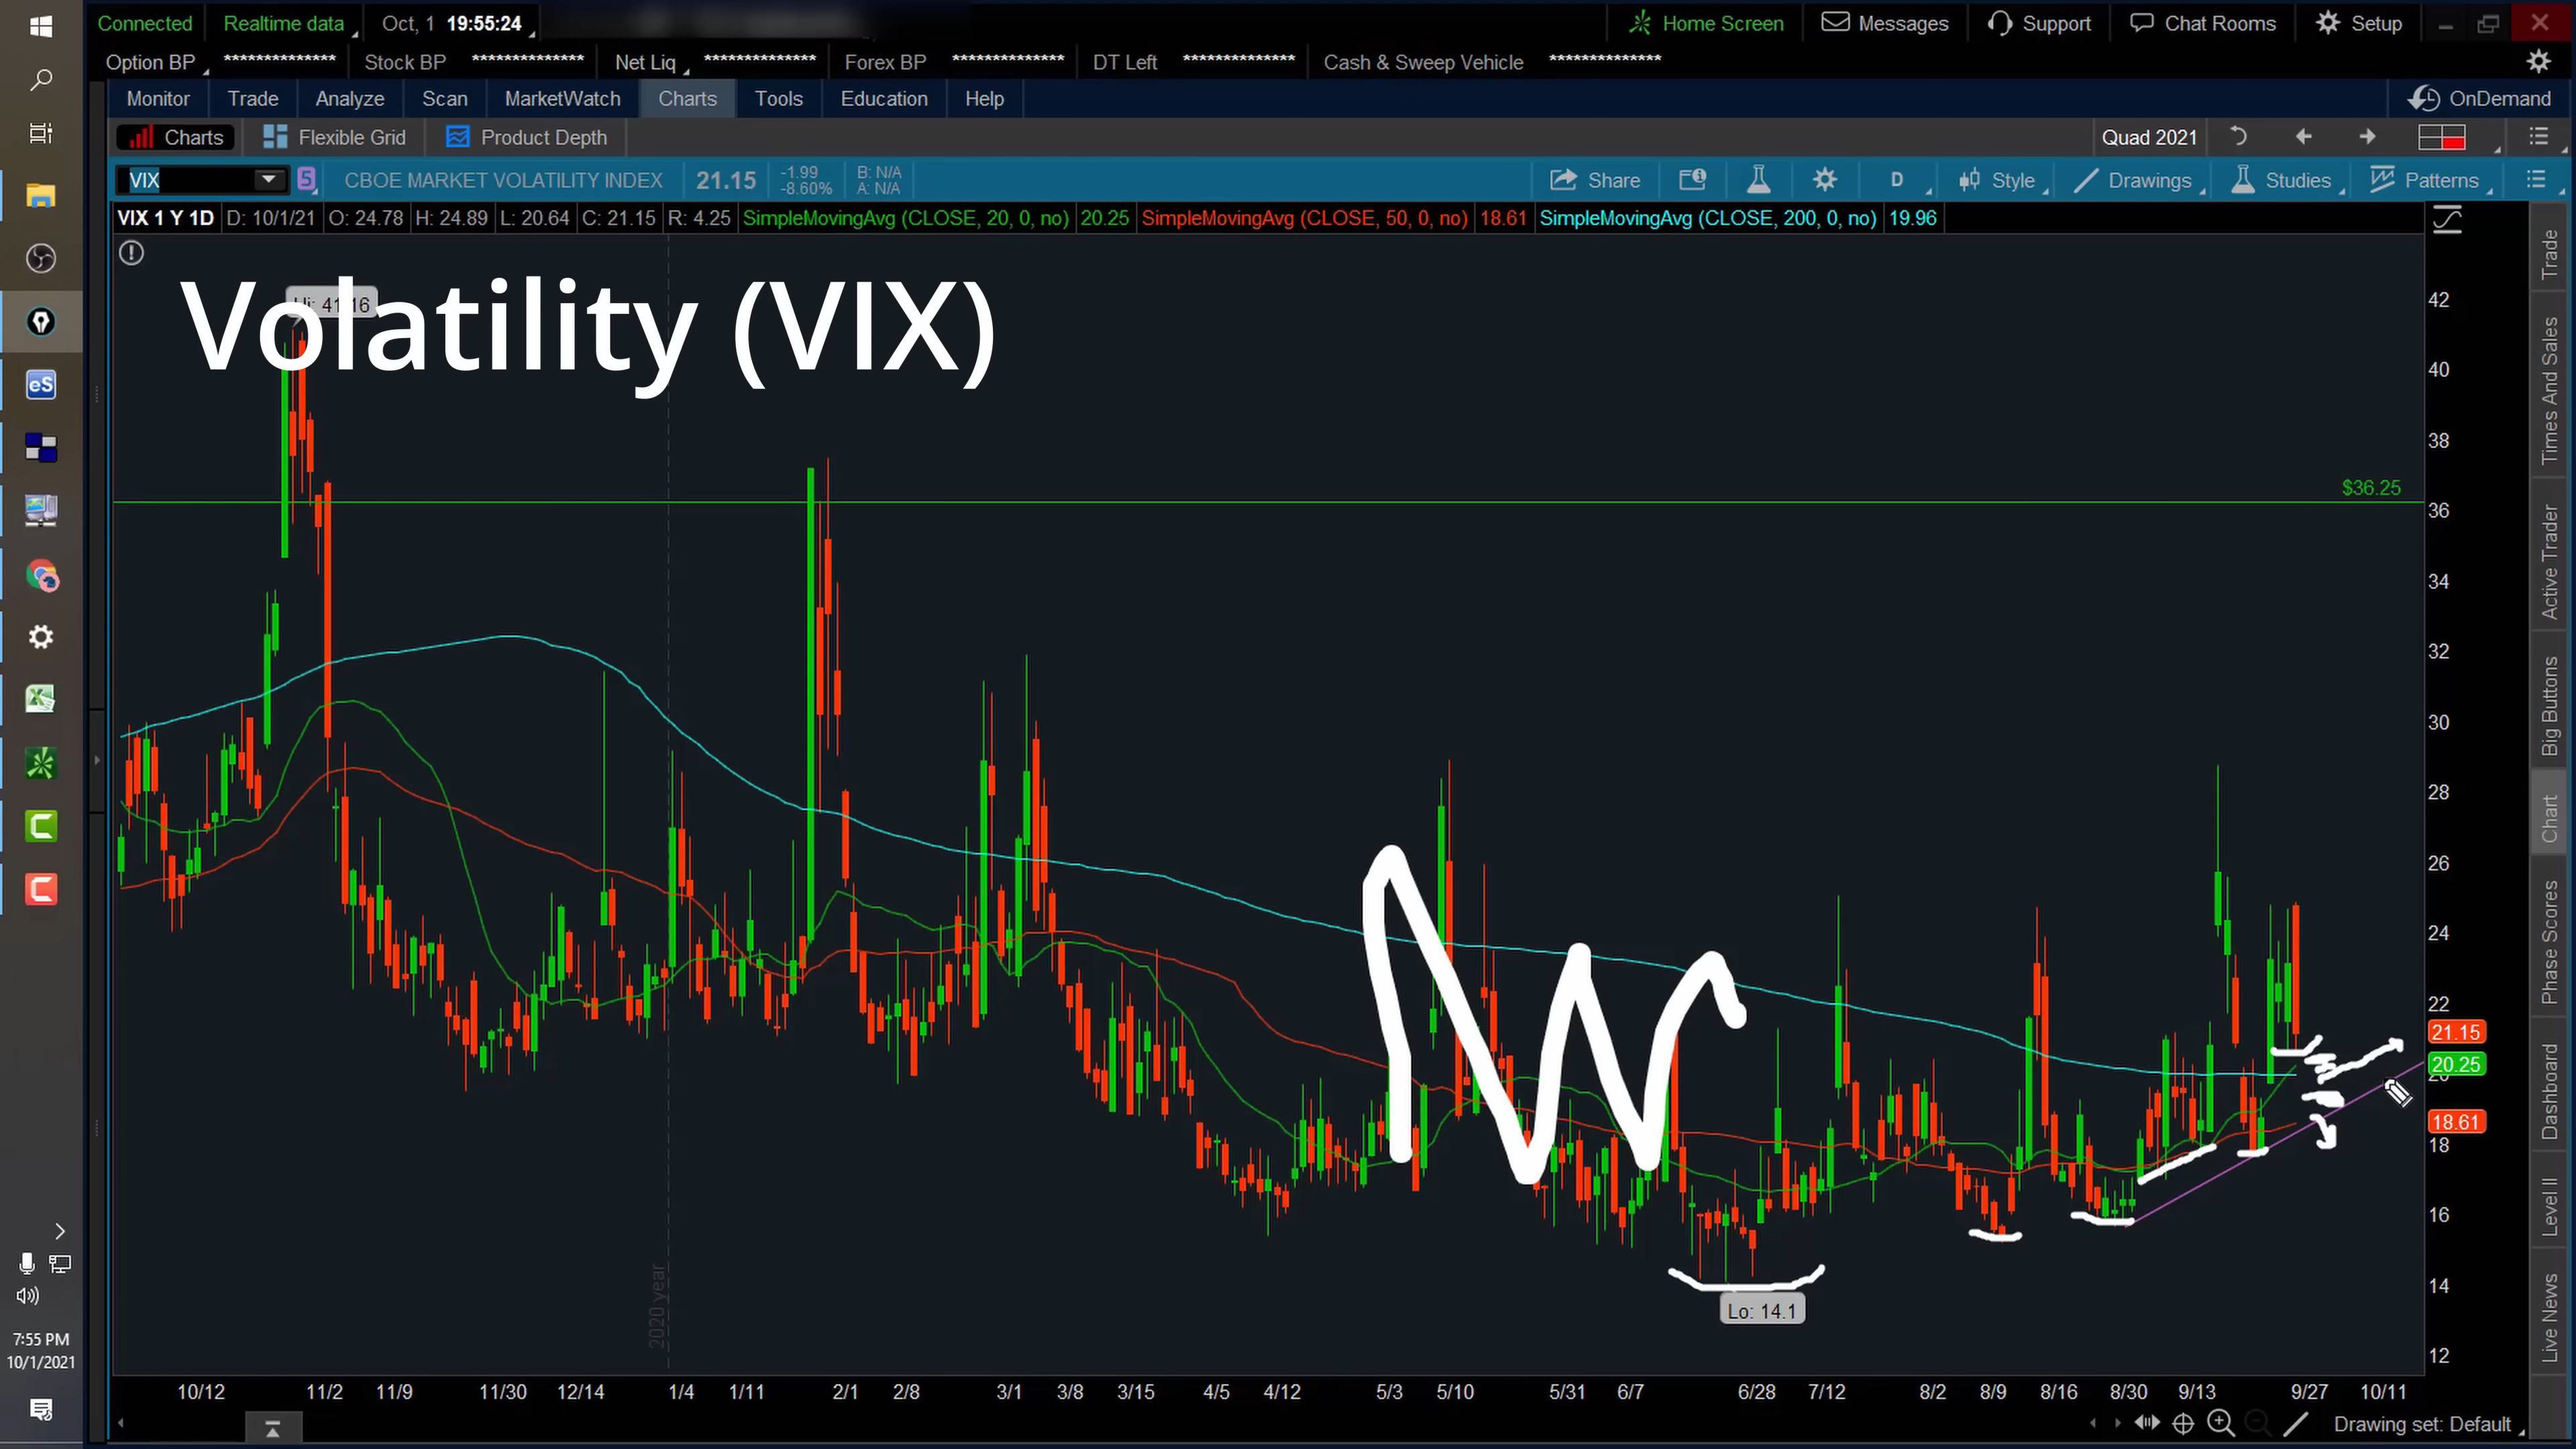 Connected Realtime data Oct, 1 19:55:24 Home Screen Messages Support Chat Rooms Setup
Option BP ************** Stock BP ************** Net Liq ************** Forex BP ************** DT Left ************** Cash & Sweep Vehicle **************
Monitor Trade Analyze Scan MarketWatch Charts Tools Education Help OnDemand
Charts Flexible Grid Product Depth Quad 2021
VIX 5 CBOE MARKET VOLATILITY INDEX 21.15 -1.99 -8.60% B: N/A A: N/A Share D Style Drawings Studies Patterns
VIX 1 Y 1D D: 10/1/21 O: 24.78 H: 24.89 L: 20.64 C: 21.15 R: 4.25 SimpleMovingAvg (CLOSE, 20, 0, no) 20.25 SimpleMovingAvg (CLOSE, 50, 0, no) 18.61 SimpleMovingAvg (CLOSE, 200, 0, no) 19.96
Hi: 41.16
Volatility (VIX)
$36.25
42
40
38
36
34
32
30
28
26
24
22
21.15
20.25
20
18.61
18
16
14
12
Lo: 14.1
2020 year
10/12 11/2 11/9 11/30 12/14 1/4 1/11 2/1 2/8 3/1 3/8 3/15 4/5 4/12 5/3 5/10 5/31 6/7 6/28 7/12 8/2 8/9 8/16 8/30 9/13 9/27 10/11
Drawing set: Default
Trade
Times And Sales
Active Trader
Big Buttons
Chart
Phase Scores
Dashboard
Level II
Live News
eS
7:55 PM
10/1/2021